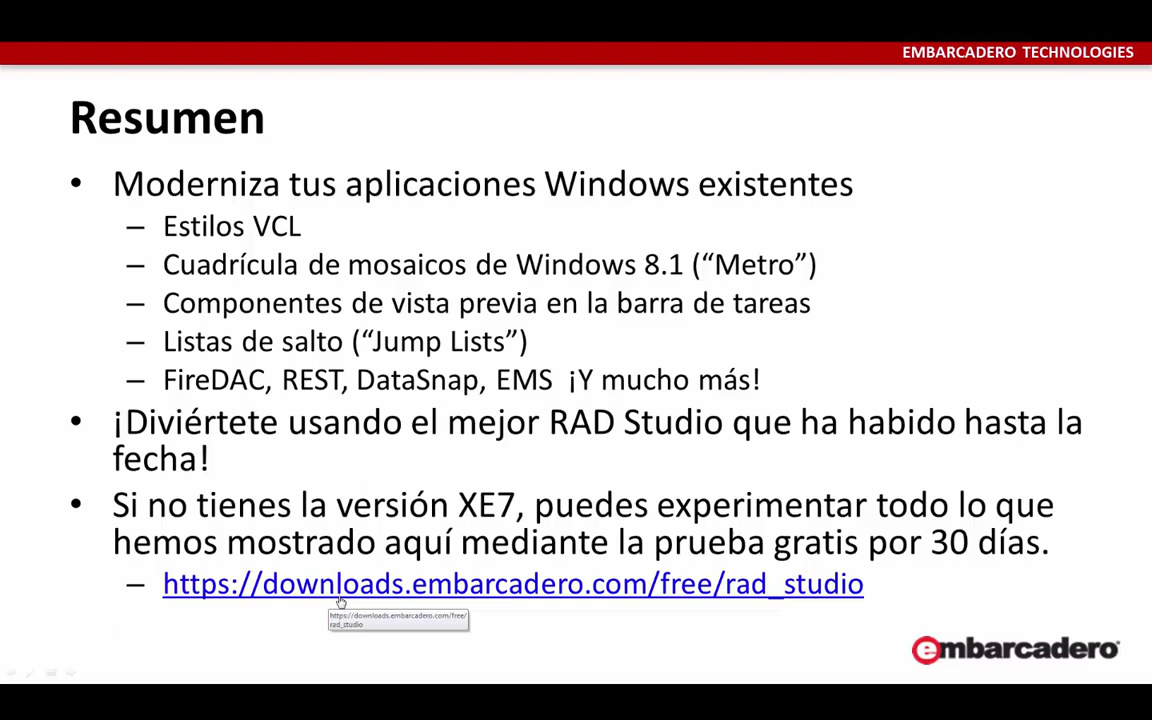 EMBARCADERO TECHNOLOGIES
Resumen
• Moderniza tus aplicaciones Windows existentes
– Estilos VCL
– Cuadrícula de mosaicos de Windows 8.1 (“Metro”)
– Componentes de vista previa en la barra de tareas
– Listas de salto (“Jump Lists”)
– FireDAC, REST, DataSnap, EMS ¡Y mucho más!
• ¡Diviértete usando el mejor RAD Studio que ha habido hasta la
fecha!
• Si no tienes la versión XE7, puedes experimentar todo lo que
hemos mostrado aquí mediante la prueba gratis por 30 días.
– https://downloads.embarcadero.com/free/rad_studio
https://downloads.embarcadero.com/free/
rad_studio
embarcadero